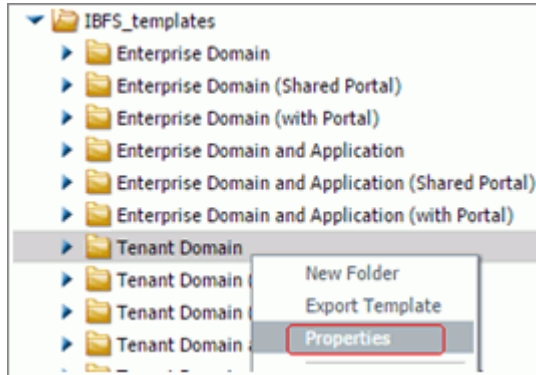 IBFS_templates
Enterprise Domain
Enterprise Domain (Shared Portal)
Enterprise Domain (with Portal)
Enterprise Domain and Application
Enterprise Domain and Application (Shared Portal)
Enterprise Domain and Application (with Portal)
Tenant Domain
Tenant Domain (
Tenant Domain (
Tenant Domain
New Folder
Export Template
Properties